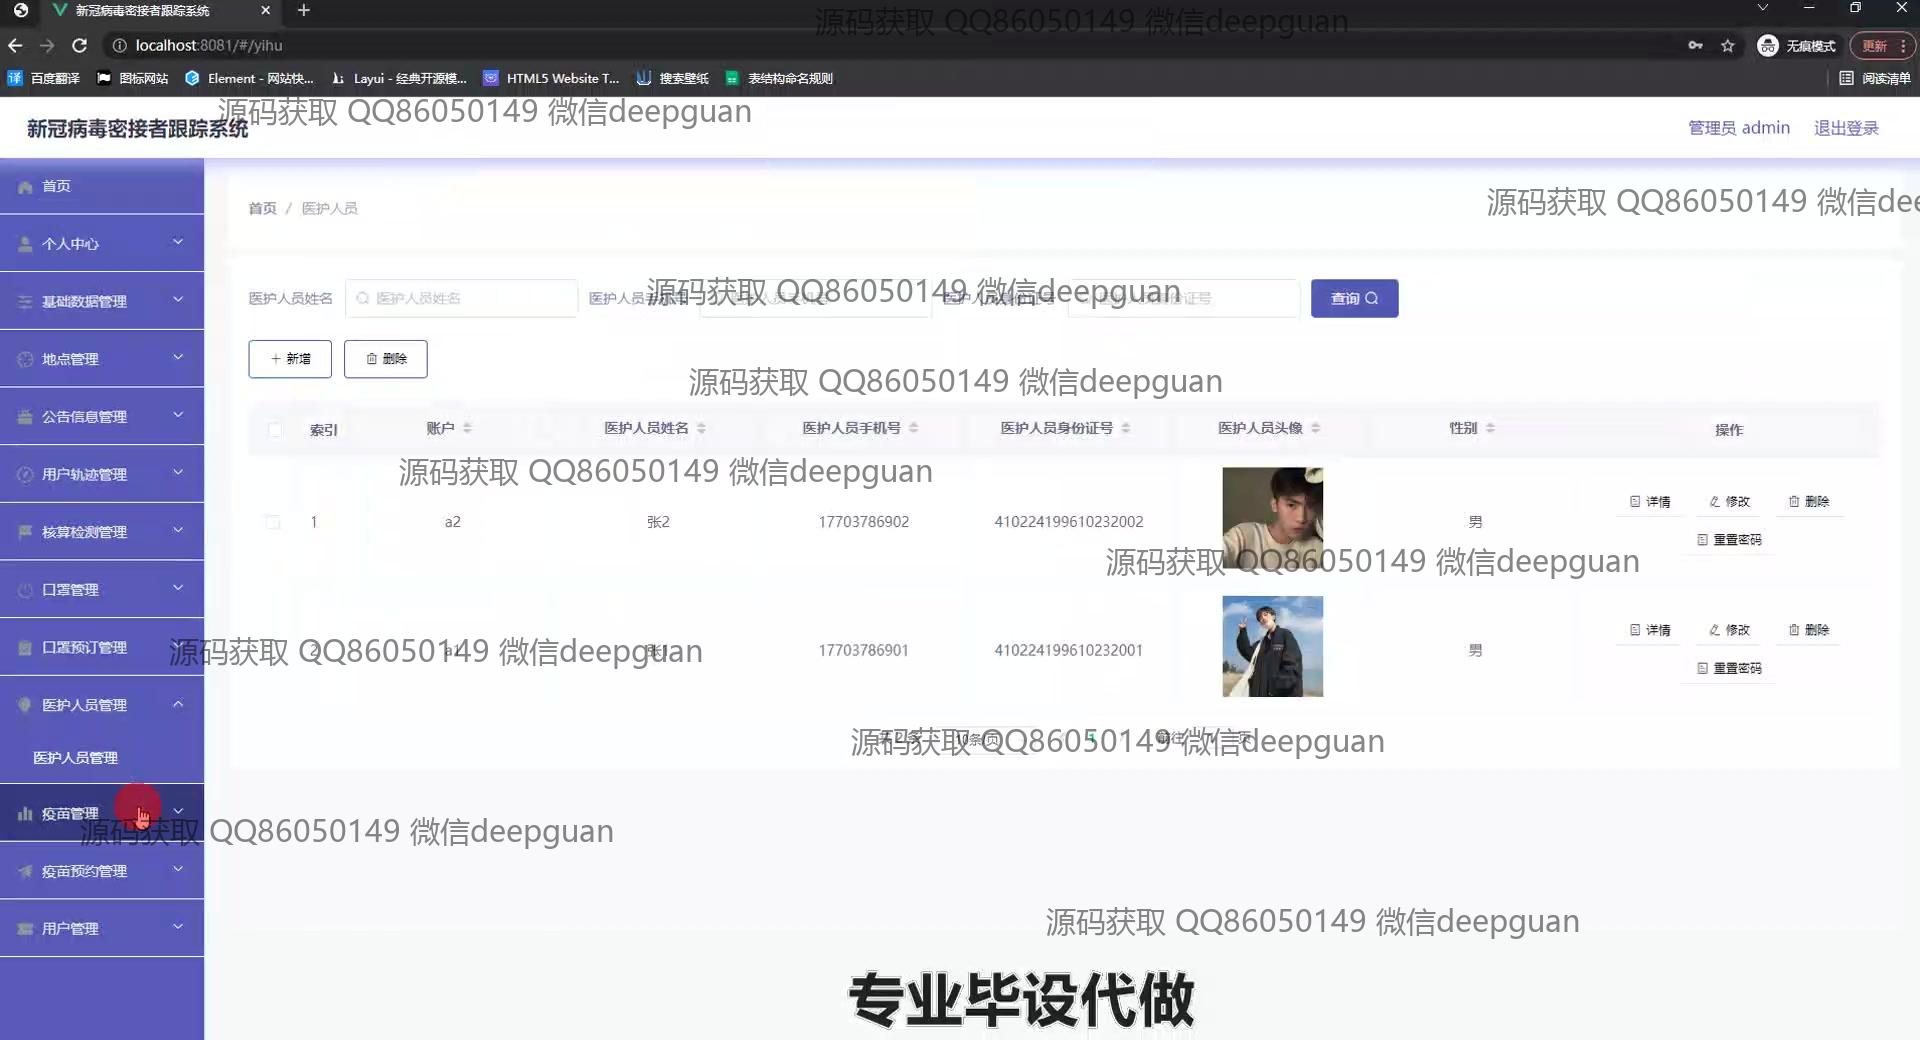 新冠病毒密接者跟踪系统
localhost:8081/#/yihu
无痕模式
更新
百度翻译
图标网站
Element - 网站快...
Layui - 经典开源模...
HTML5 Website T...
搜索壁纸
表结构命名规则
阅读清单
源码获取 QQ86050149 微信deepguan
源码获取 QQ86050149 微信deepguan
新冠病毒密接者跟踪系统
管理员 admin
退出登录
首页
个人中心
基础数据管理
地点管理
公告信息管理
用户轨迹管理
核算检测管理
口罩管理
口罩预订管理
医护人员管理
医护人员管理
疫苗管理
疫苗预约管理
用户管理
首页 / 医护人员
源码获取 QQ86050149 微信dee
医护人员姓名
医护人员姓名
源码获取 QQ86050149 微信deepguan
查询
新增
删除
源码获取 QQ86050149 微信deepguan
索引 账户 医护人员姓名 医护人员手机号 医护人员身份证号 医护人员头像 性别 操作
源码获取 QQ86050149 微信deepguan
1 a2 张2 17703786902 410224199610232002 男 详情 修改 删除
重置密码
源码获取 QQ86050149 微信deepguan
17703786901 410224199610232001 男 详情 修改 删除
重置密码
源码获取 QQ86050149 微信deepguan
源码获取 QQ86050149 微信deepguan
源码获取 QQ86050149 微信deepguan
源码获取 QQ86050149 微信deepguan
专业毕设代做